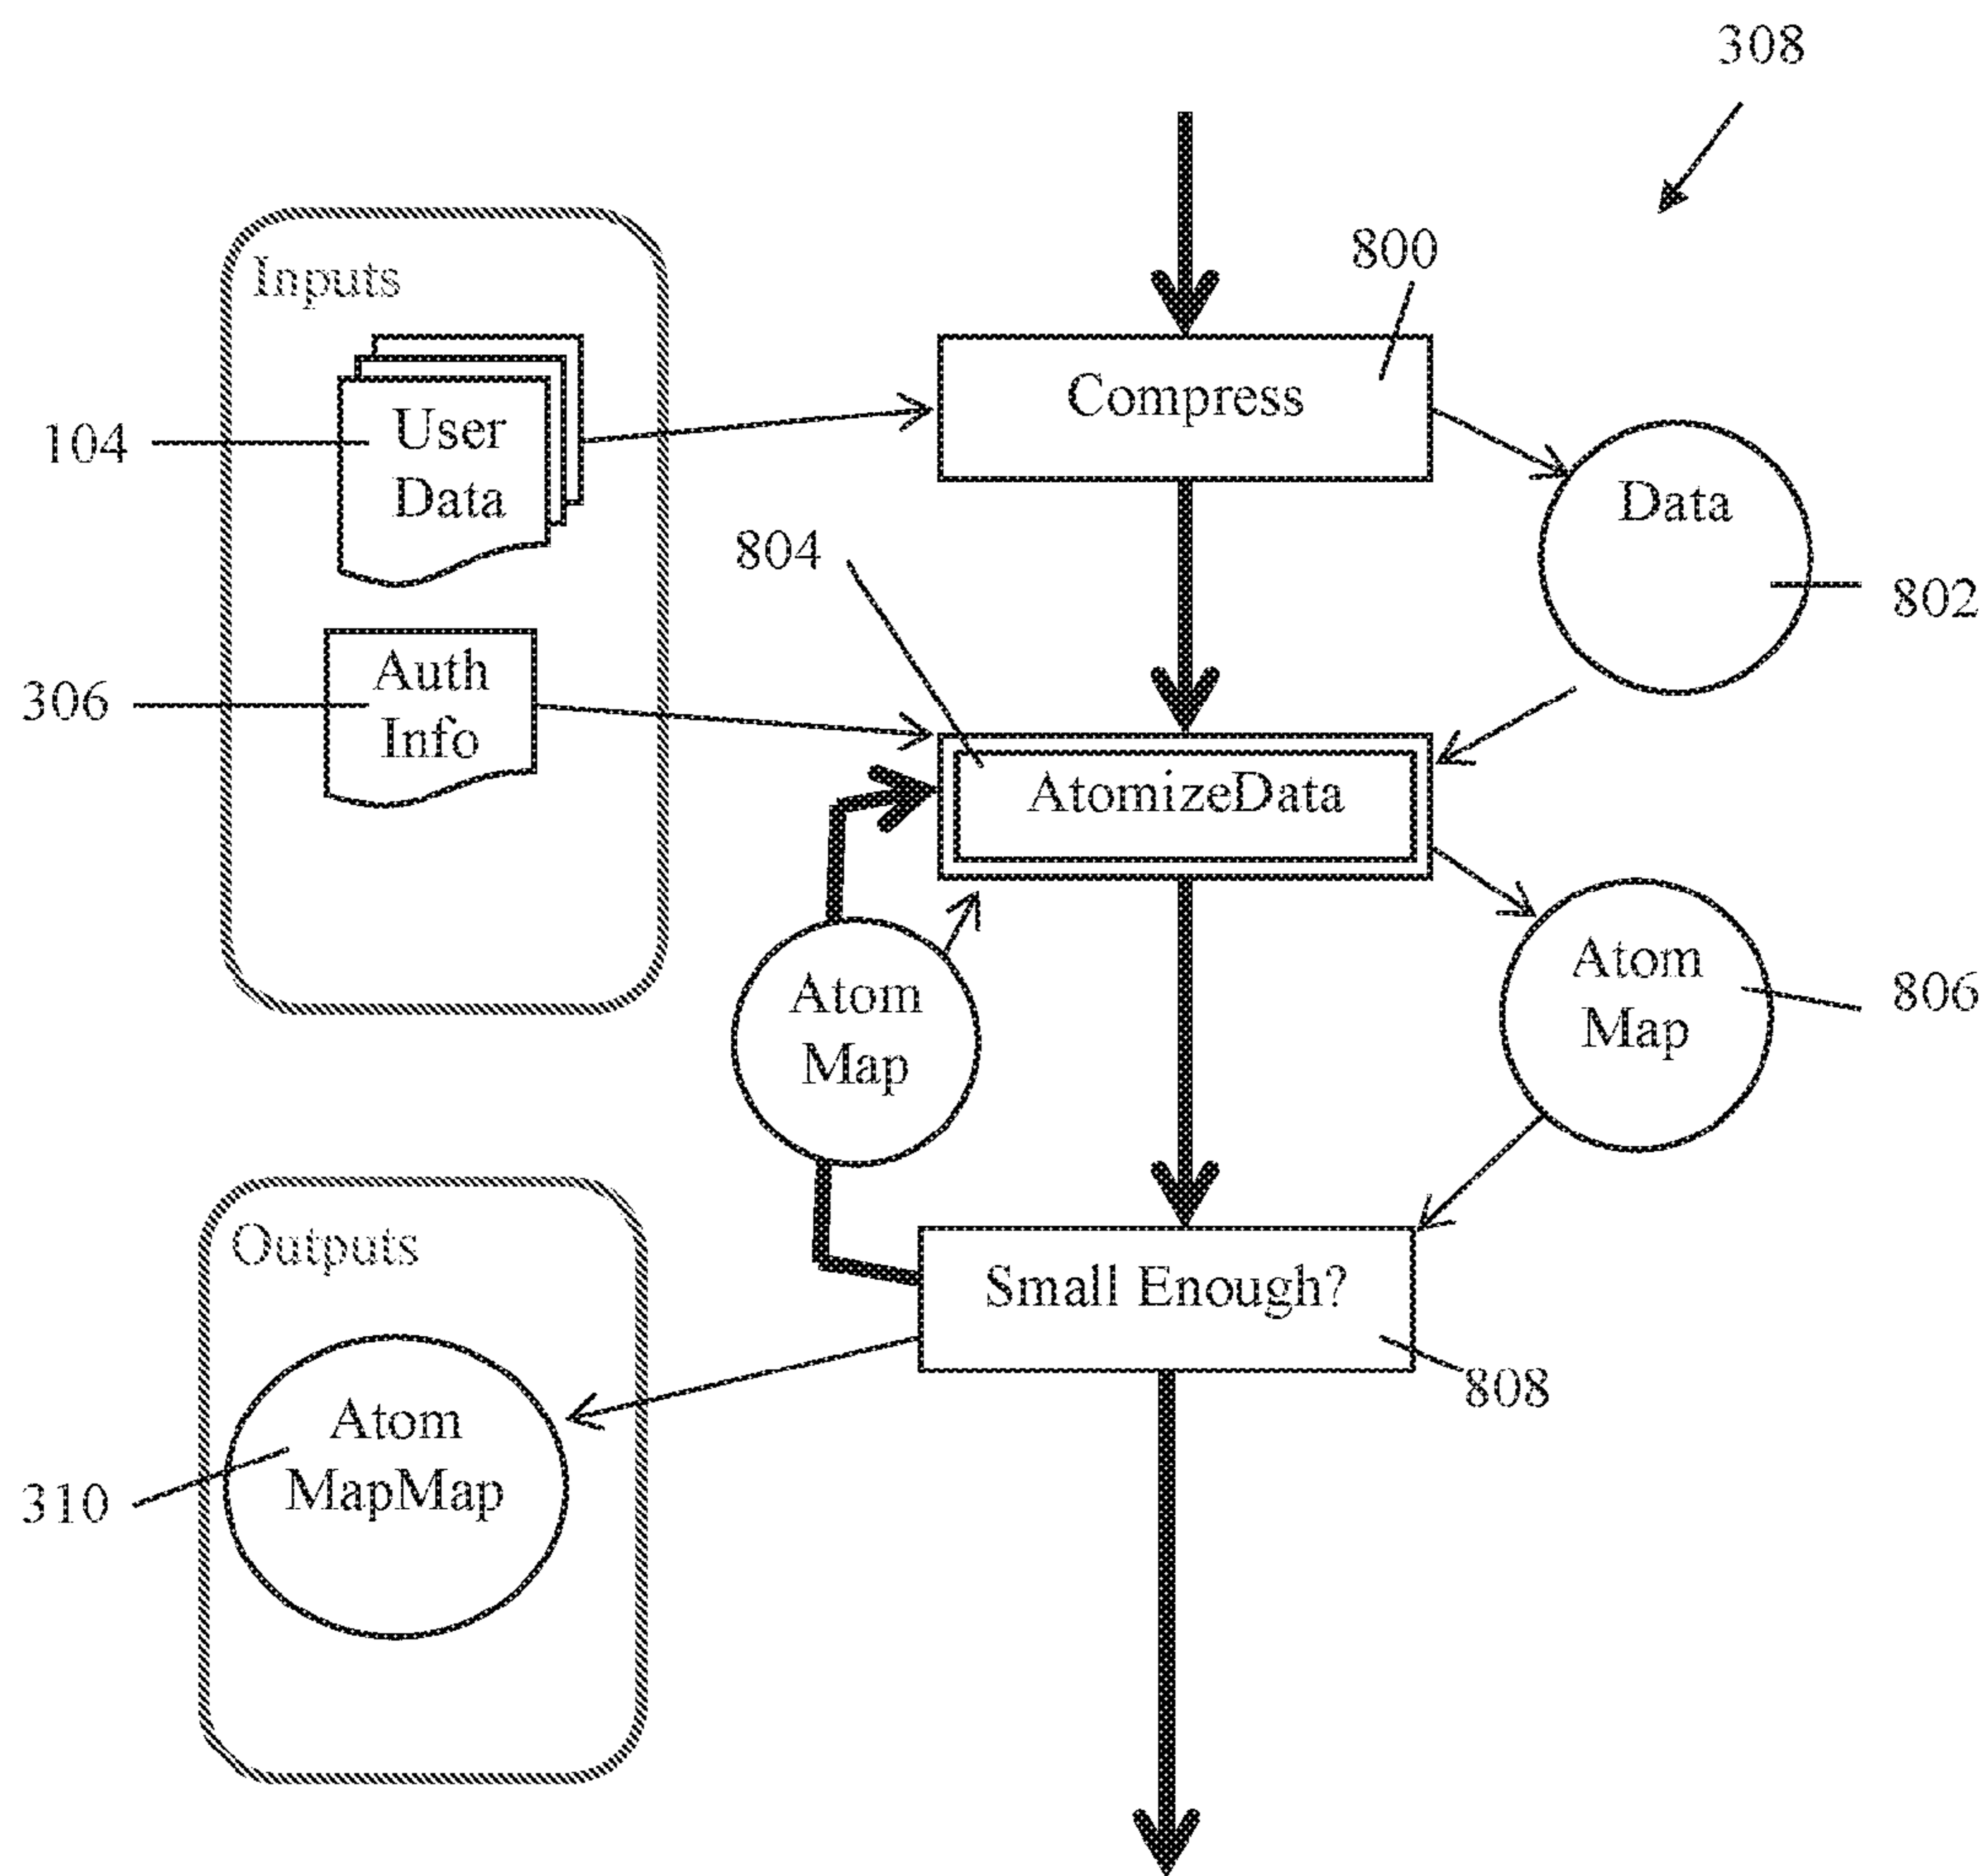 308
800
Inputs
Compress
User
Data
104
Data
804
802
Auth
Info
306
AtomizeData
Atom
Map
806
Atom
Map
Outputs
Small Enough?
808
Atom
MapMap
310